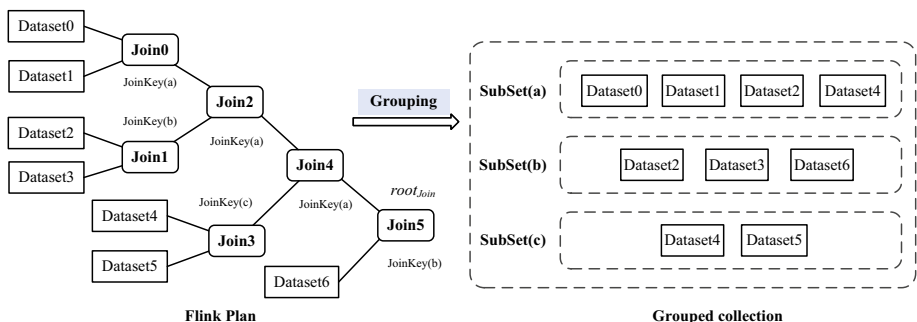 Dataset0
Join0
Dataset1
JoinKey(a)
Join2
JoinKey(b)
Dataset2
JoinKey(a)
Join1
Dataset3
Join4
JoinKey(c)
JoinKey(a)
root_Join
Dataset4
Join5
Join3
Dataset5
JoinKey(b)
Dataset6
Flink Plan
Grouping
SubSet(a)
Dataset0 Dataset1 Dataset2 Dataset4
SubSet(b)
Dataset2 Dataset3 Dataset6
SubSet(c)
Dataset4 Dataset5
Grouped collection